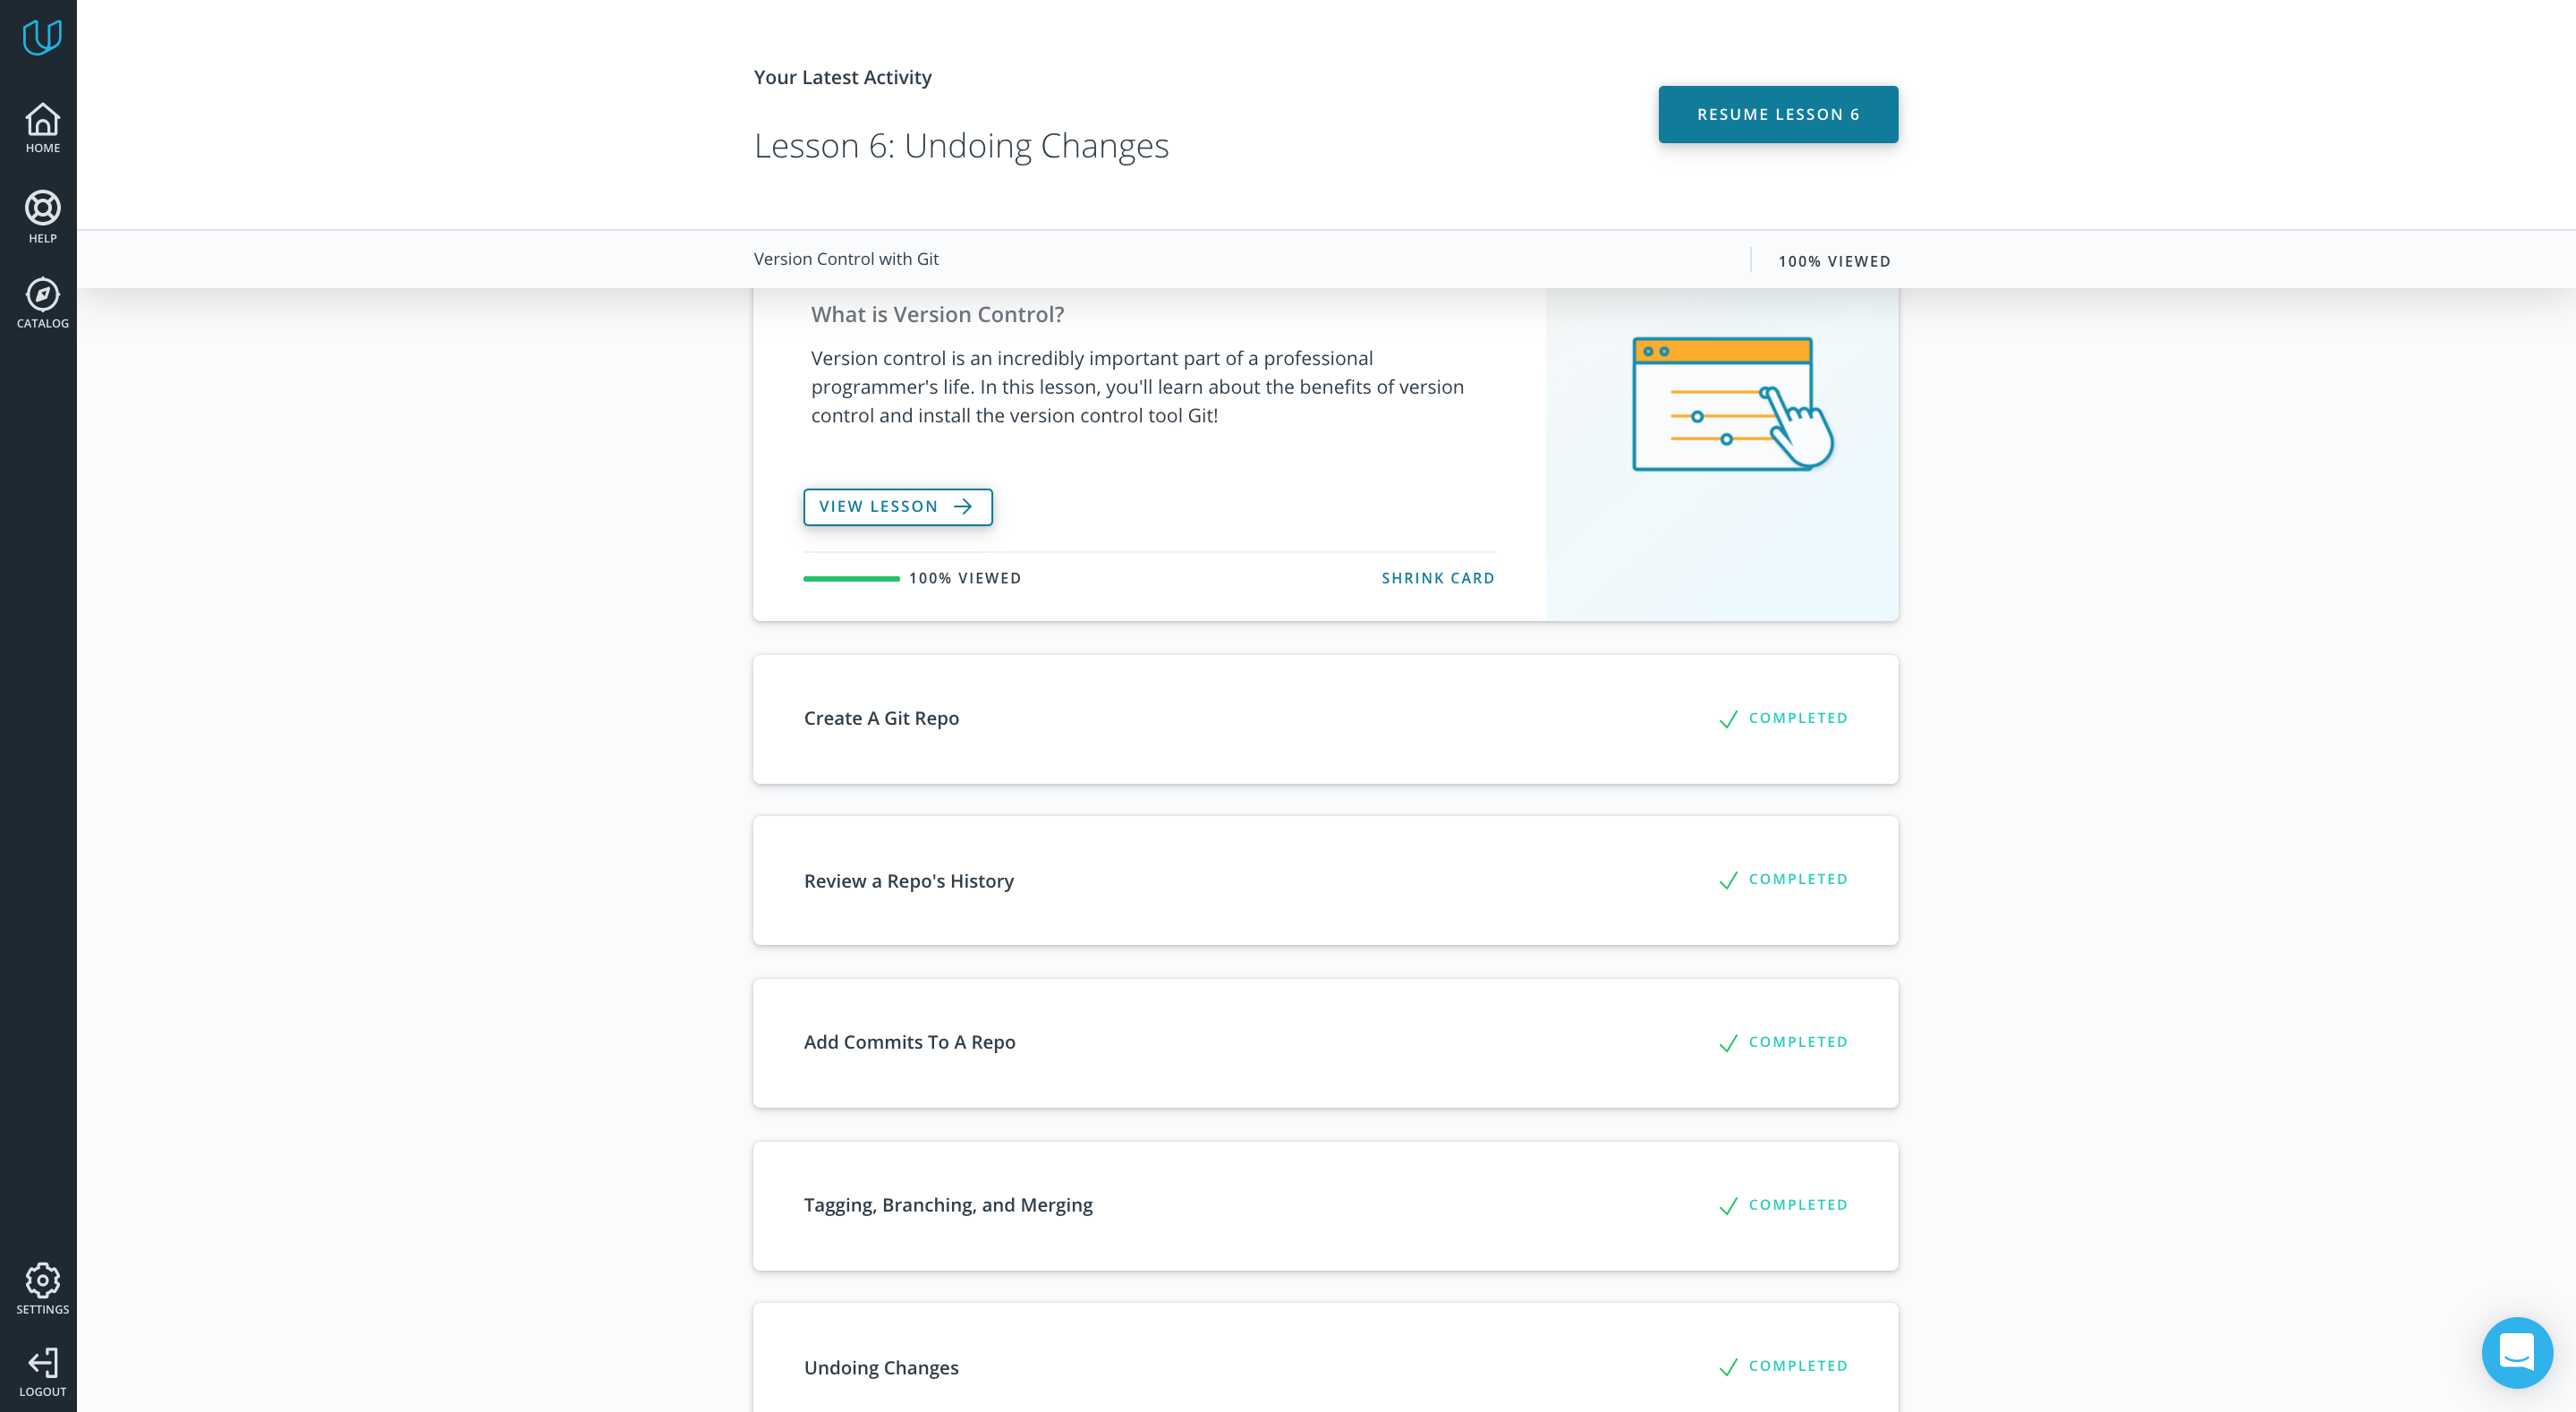 HOME
HELP
CATALOG
SETTINGS
LOGOUT
Your Latest Activity
Lesson 6: Undoing Changes
RESUME LESSON 6
Version Control with Git
100% VIEWED
What is Version Control?
Version control is an incredibly important part of a professional
programmer's life. In this lesson, you'll learn about the benefits of version
control and install the version control tool Git!
VIEW LESSON
100% VIEWED
SHRINK CARD
Create A Git Repo
COMPLETED
Review a Repo's History
COMPLETED
Add Commits To A Repo
COMPLETED
Tagging, Branching, and Merging
COMPLETED
Undoing Changes
COMPLETED